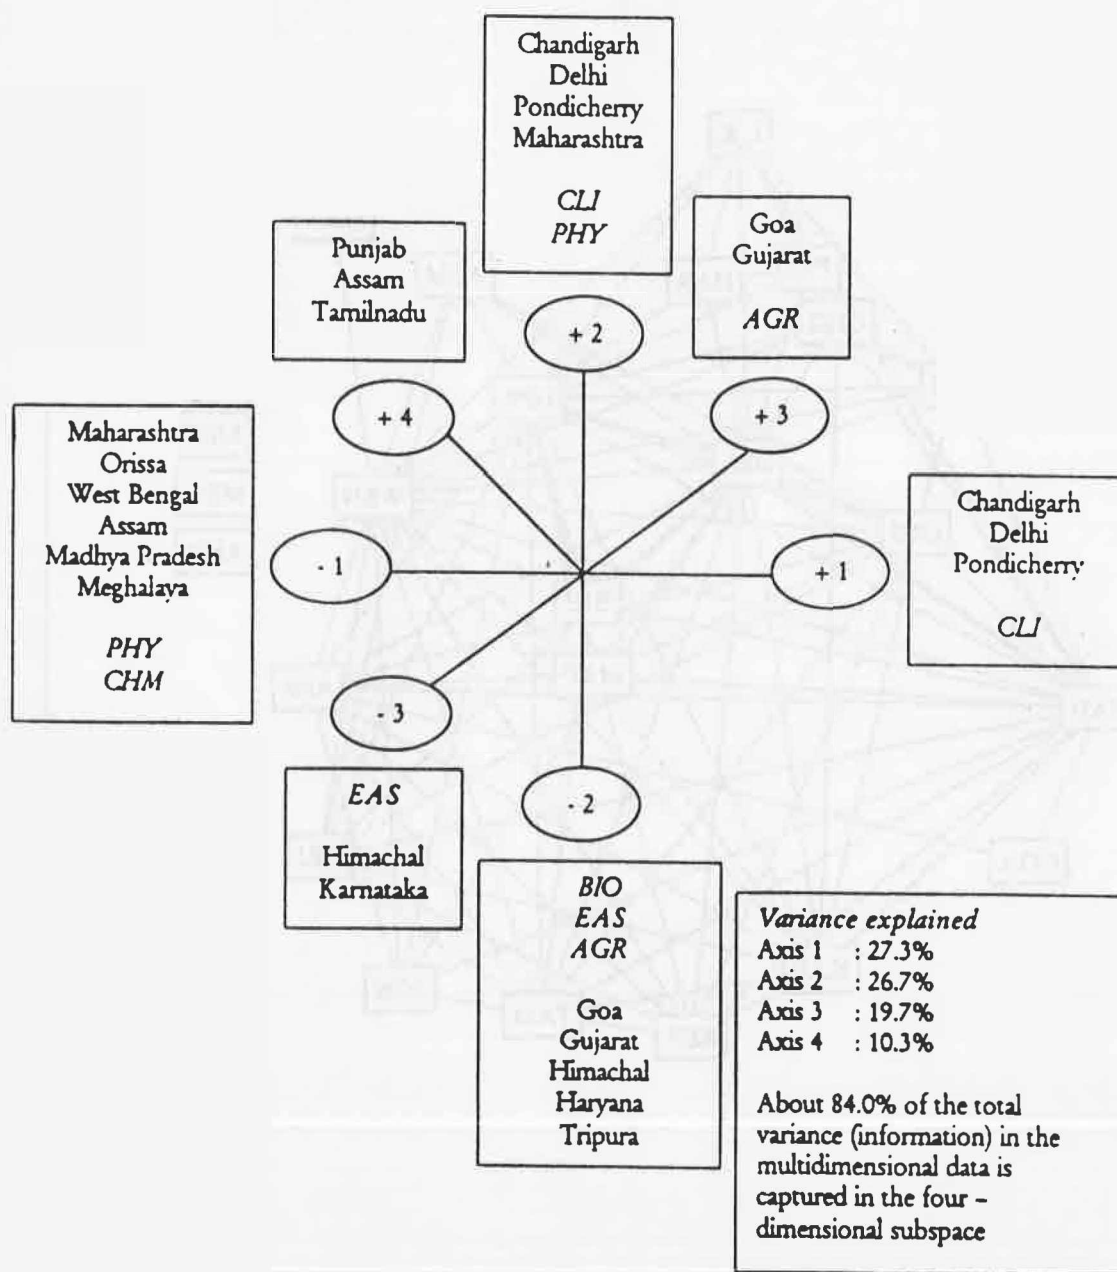 Chandigarh
Delhi
Pondicherry
Maharashtra
CLI
PHY
Goa
Gujarat
AGR
Punjab
Assam
Tamilnadu
+ 2
+ 3
+ 4
Maharashtra
Orissa
West Bengal
Assam
Madhya Pradesh
Meghalaya
PHY
CHM
- 1
+ 1
Chandigarh
Delhi
Pondicherry
CLI
- 3
EAS
Himachal
Karnataka
- 2
BIO
EAS
AGR
Goa
Gujarat
Himachal
Haryana
Tripura
Variance explained
Axis 1 : 27.3%
Axis 2 : 26.7%
Axis 3 : 19.7%
Axis 4 : 10.3%
About 84.0% of the total
variance (information) in the
multidimensional data is
captured in the four –
dimensional subspace